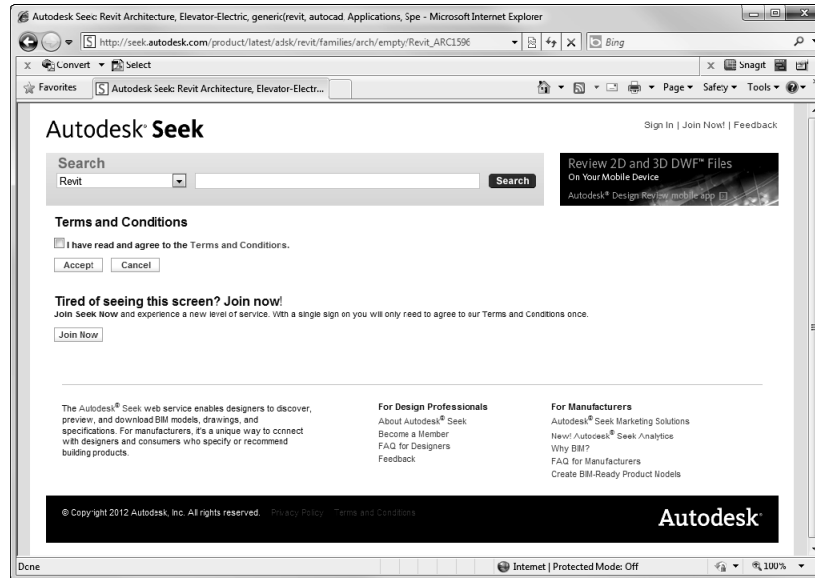 Autodesk Seek: Revit Architecture, Elevator-Electric, generic(revit, autocad. Applications, Spe - Microsoft Internet Explorer
http://seek.autodesk.com/product/latest/adsk/revit/families/arch/empty/Revit_ARC1596
Bing
x Convert Select
x Snagit
Favorites
Autodesk Seek: Revit Architecture, Elevator-Electr...
Page Safety Tools
Autodesk® Seek
Sign In | Join Now! | Feedback
Search
Revit
Search
Review 2D and 3D DWF™ Files
On Your Mobile Device
Autodesk® Design Review mobile app
Terms and Conditions
I have read and agree to the Terms and Conditions.
Accept Cancel
Tired of seeing this screen? Join now!
Join Seek Now and experience a new level of service. With a single sign on you will only need to agree to our Terms and Conditions once.
Join Now
The Autodesk® Seek web service enables designers to discover,
preview, and download BIM models, drawings, and
specifications. For manufacturers, it's a unique way to connect
with designers and consumers who specify or recommend
building products.
For Design Professionals
About Autodesk® Seek
Become a Member
FAQ for Designers
Feedback
For Manufacturers
Autodesk® Seek Marketing Solutions
New! Autodesk® Seek Analytics
Why BIM?
FAQ for Manufacturers
Create BIM-Ready Product Models
© Copyright 2012 Autodesk, Inc. All rights reserved. Privacy Policy Terms and Conditions
Autodesk®
Done
Internet | Protected Mode: Off
100%